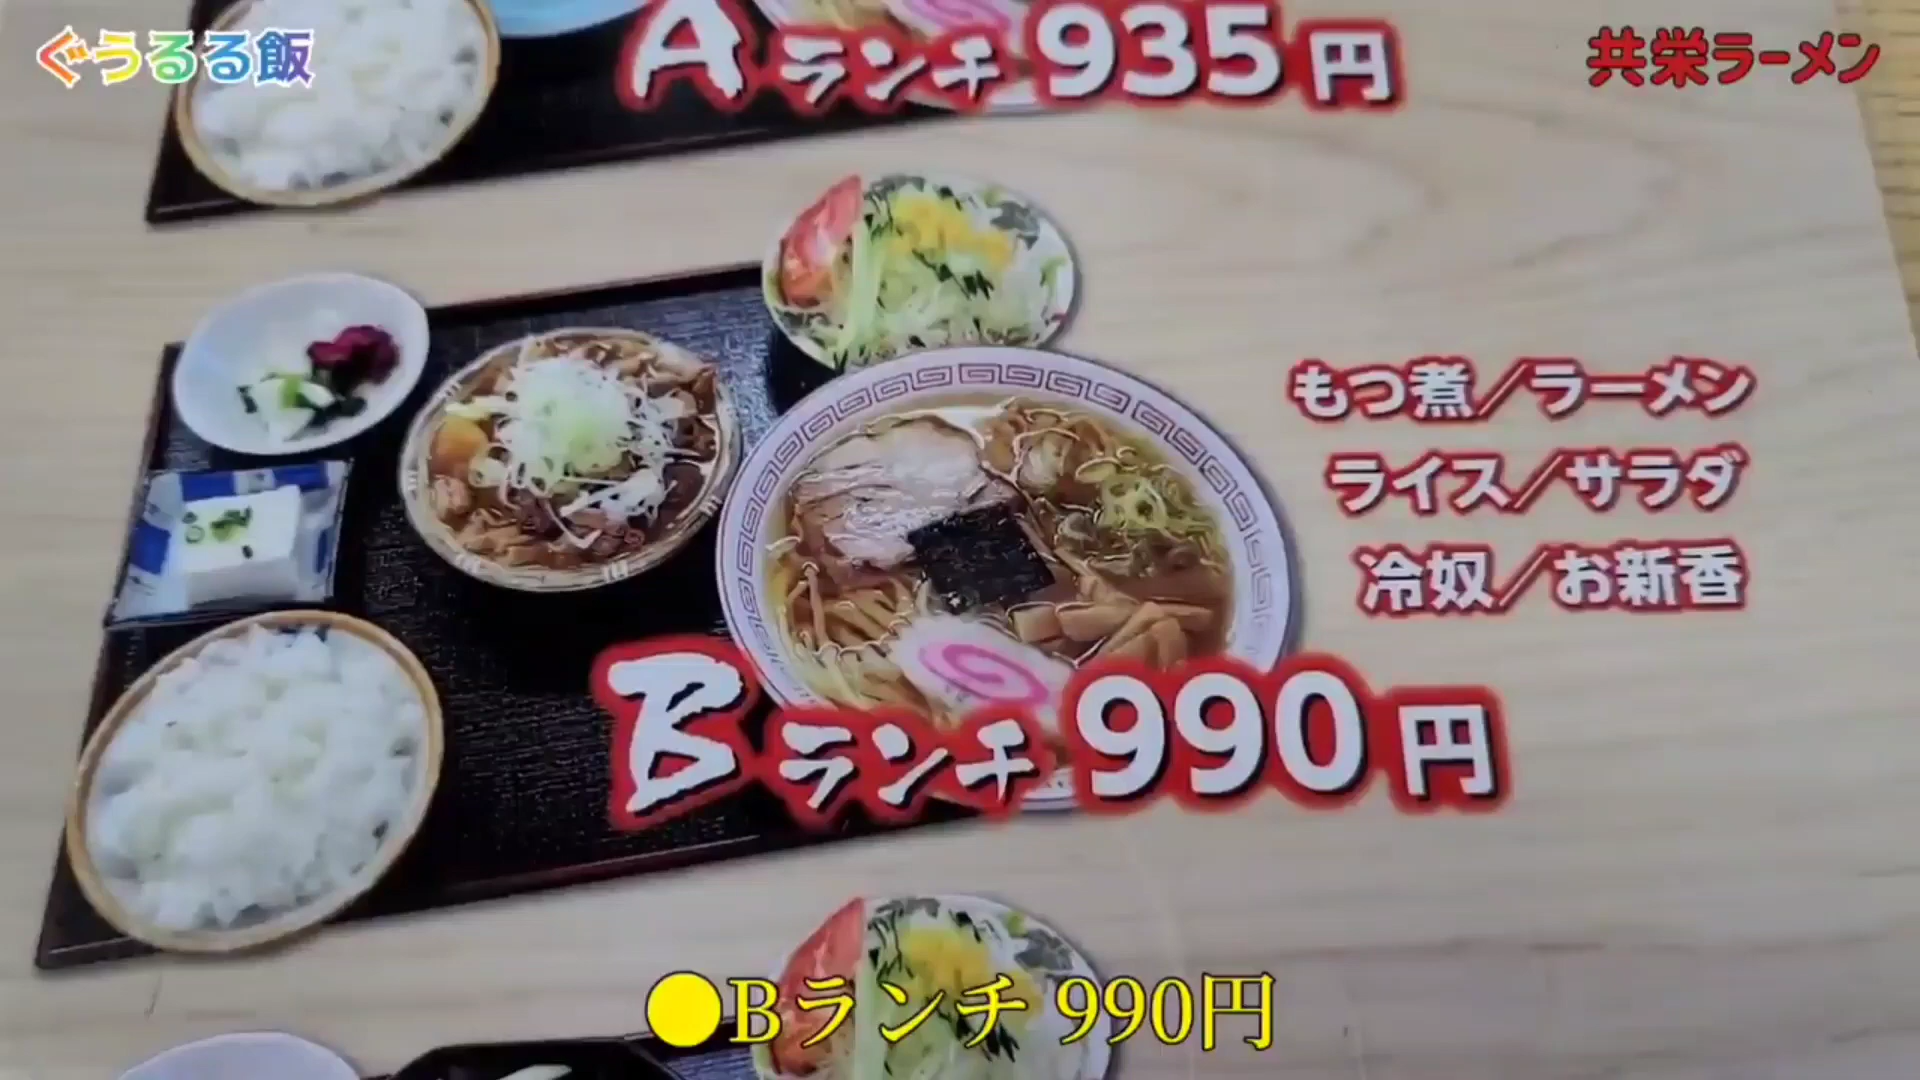 ぐうるる飯
共栄ラーメン
Aランチ 935円
もつ煮／ラーメン
ライス／サラダ
冷奴／お新香
Bランチ 990円
●Bランチ 990円